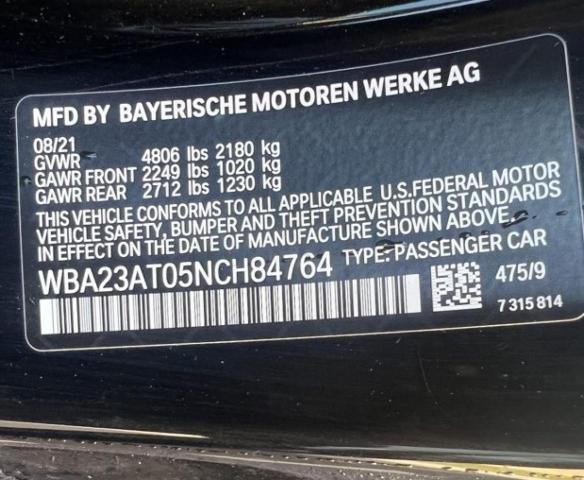 MFD BY BAYERISCHE MOTOREN WERKE AG
08/21
GVWR 4806 lbs 2180 kg
GAWR FRONT 2249 lbs 1020 kg
GAWR REAR 2712 lbs 1230 kg
THIS VEHICLE CONFORMS TO ALL APPLICABLE U.S.FEDERAL MOTOR
VEHICLE SAFETY, BUMPER AND THEFT PREVENTION STANDARDS
IN EFFECT ON THE DATE OF MANUFACTURE SHOWN ABOVE.
WBA23AT05NCH84764 TYPE: PASSENGER CAR
475/9
7 315 814